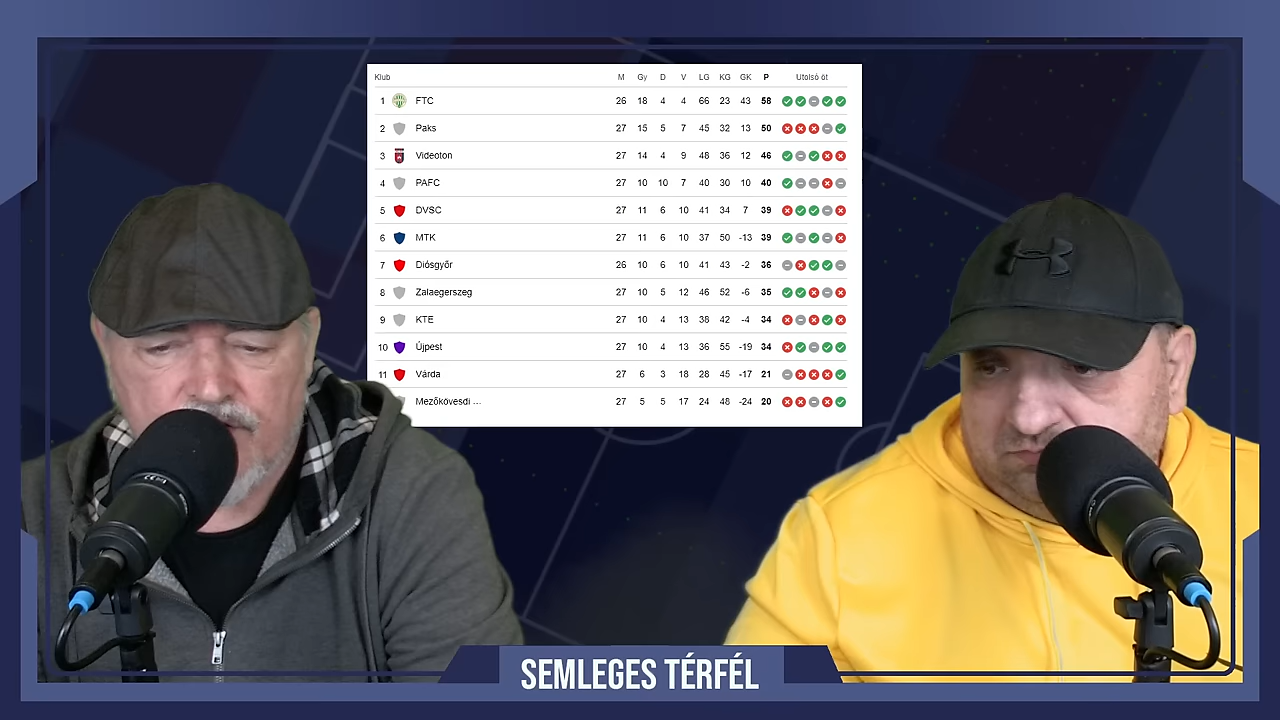 Klub M Gy D V LG KG GK P Utolsó öt
1 FTC 26 18 4 4 66 23 43 58
2 Paks 27 15 5 7 45 32 13 50
3 Videoton 27 14 4 9 48 36 12 46
4 PAFC 27 10 10 7 40 30 10 40
5 DVSC 27 11 6 10 41 34 7 39
6 MTK 27 11 6 10 37 50 -13 39
7 Diósgyőr 26 10 6 10 41 43 -2 36
8 Zalaegerszeg 27 10 5 12 46 52 -6 35
9 KTE 27 10 4 13 38 42 -4 34
10 Újpest 27 10 4 13 36 55 -19 34
11 Várda 27 6 3 18 28 45 -17 21
Mezőkövesdi ... 27 5 5 17 24 48 -24 20
SEMLEGES TÉRFÉL